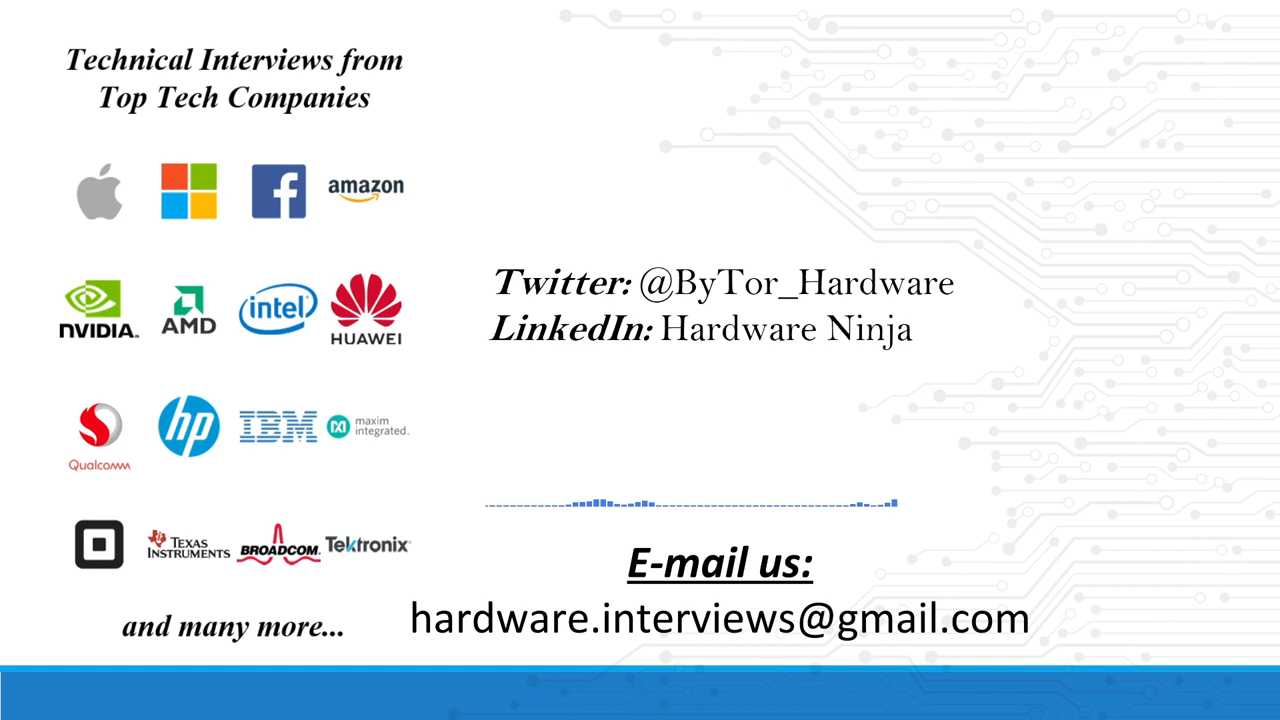 Technical Interviews from
Top Tech Companies
amazon
NVIDIA.
AMD
intel
HUAWEI
Qualcomm
hp
IBM
maxim
integrated.
TEXAS
INSTRUMENTS
BROADCOM.
Tektronix
and many more...
Twitter: @ByTor_Hardware
LinkedIn: Hardware Ninja
E-mail us:
hardware.interviews@gmail.com